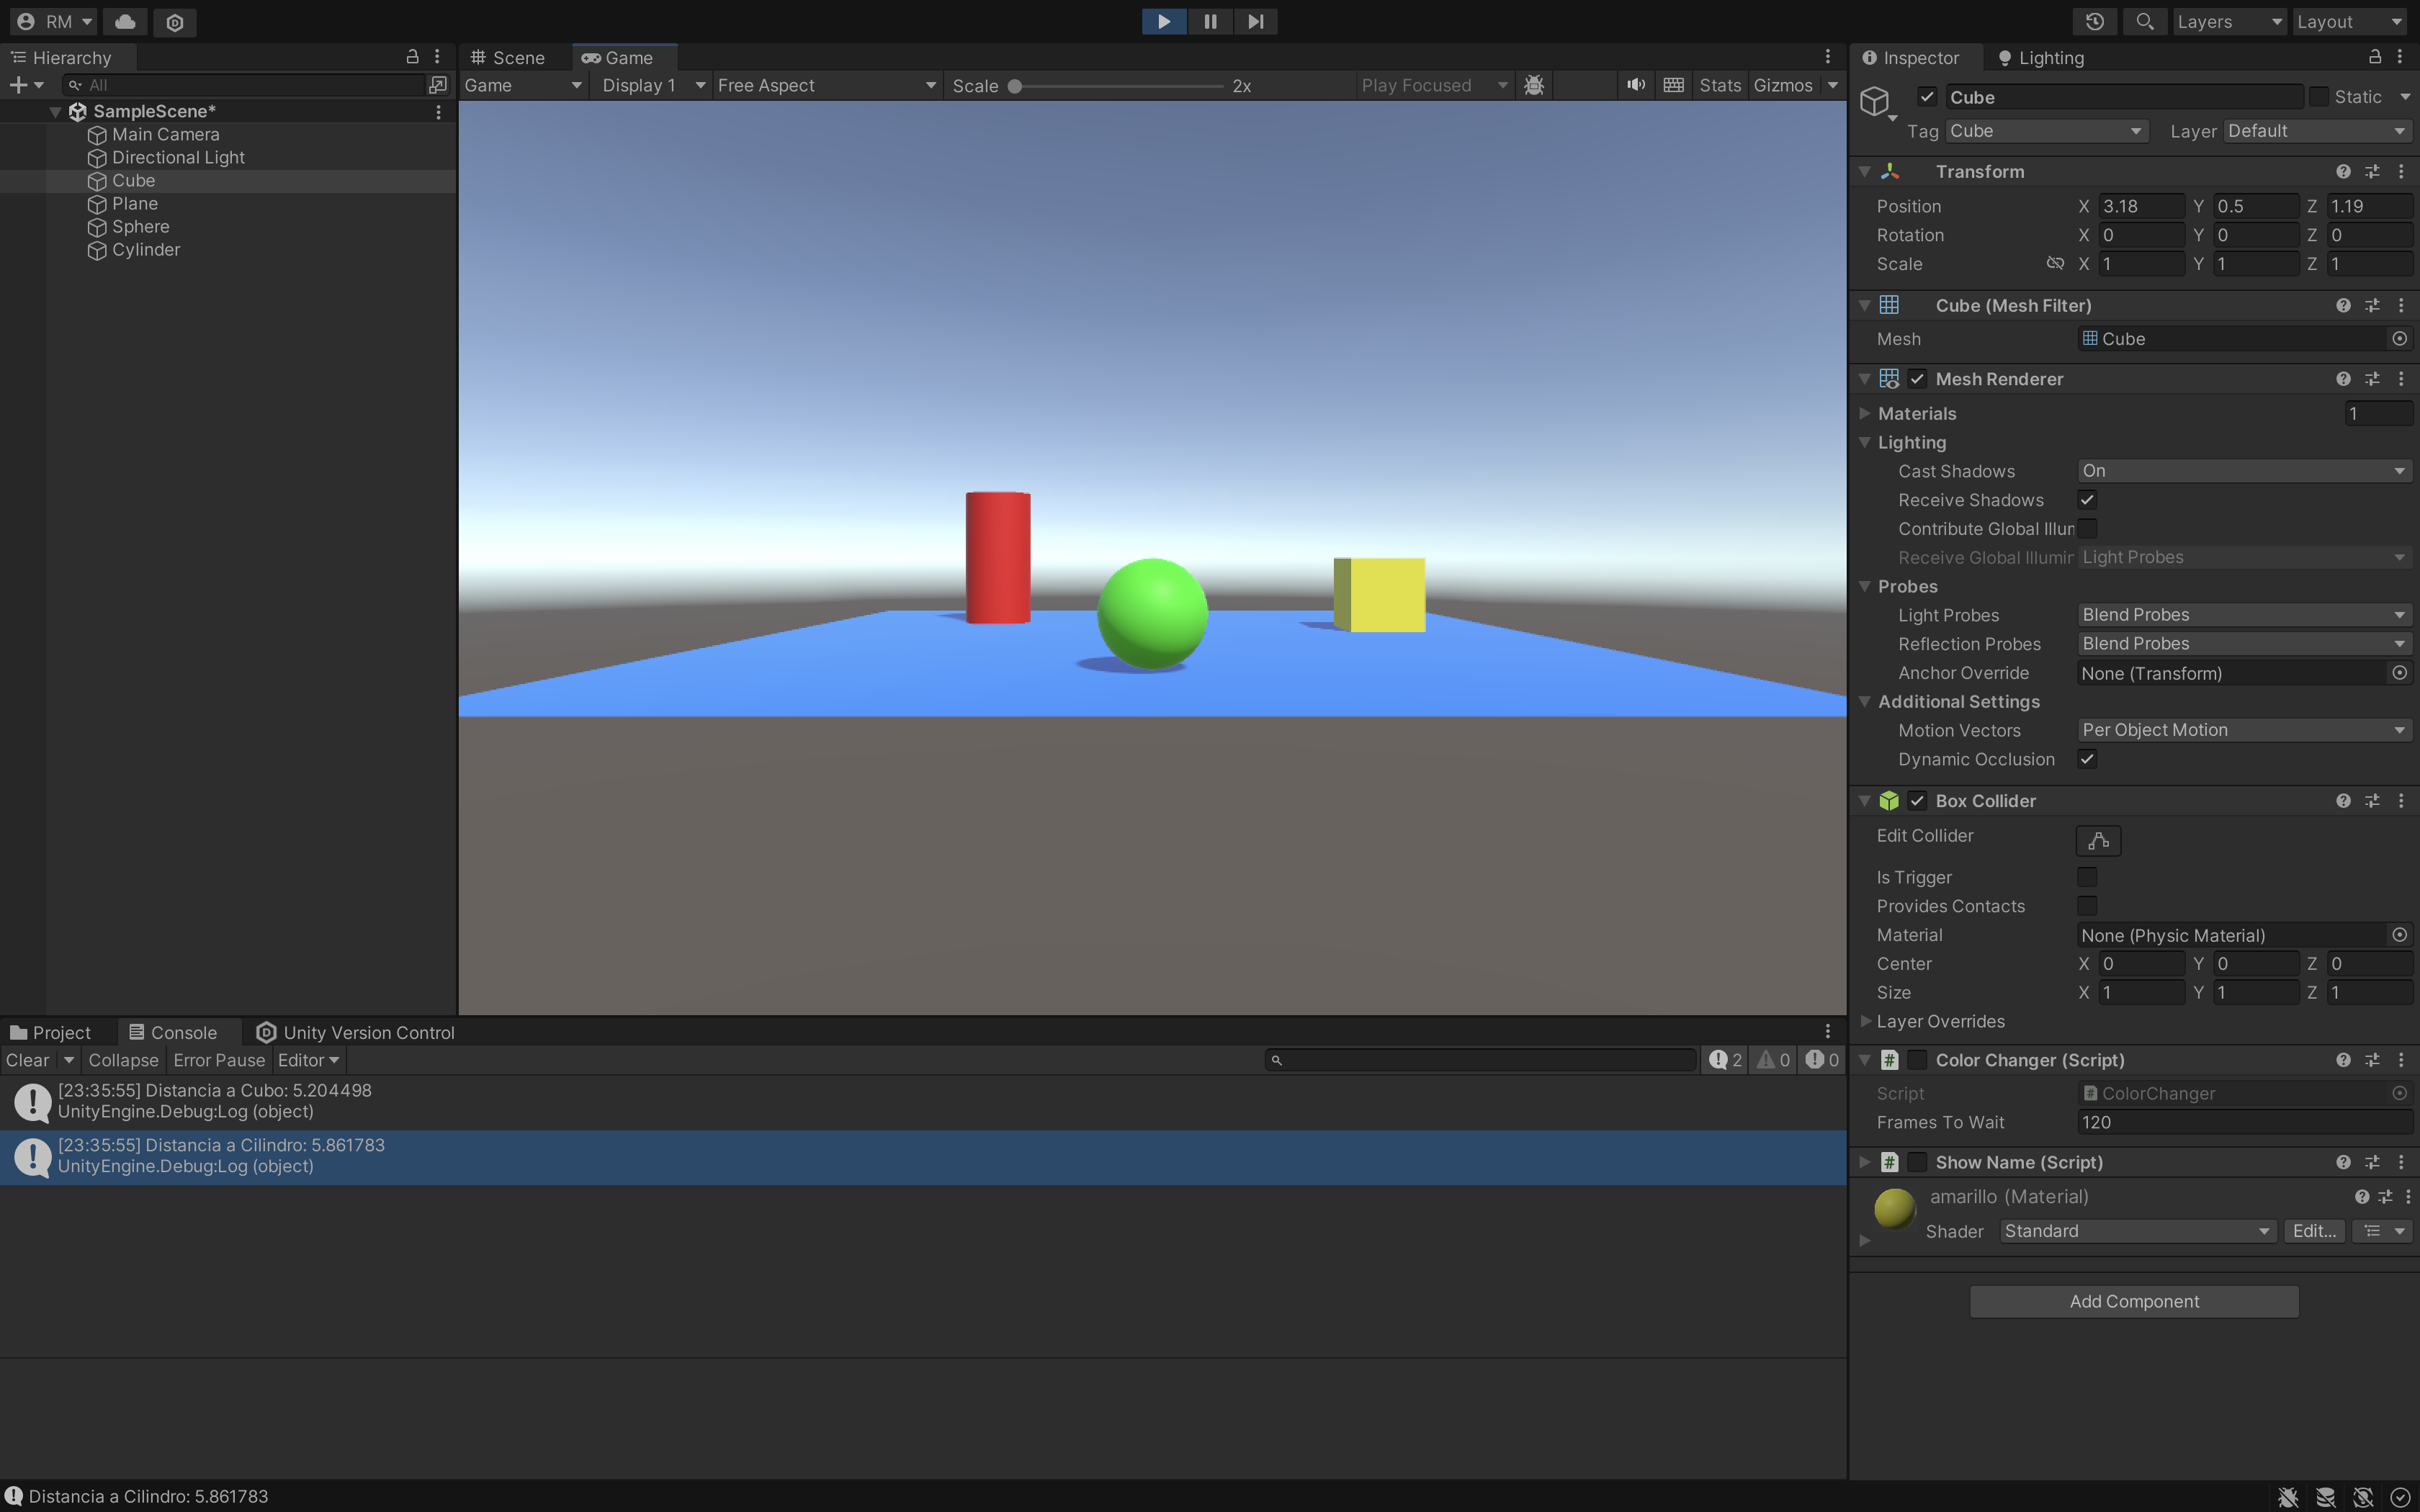 RM
Layers
Layout
Hierarchy
All
SampleScene*
Main Camera
Directional Light
Cube
Plane
Sphere
Cylinder
Scene
Game
Game
Display 1
Free Aspect
Scale
2x
Play Focused
Stats
Gizmos
Inspector
Lighting
Cube
Static
Tag Cube
Layer Default
Transform
Position X 3.18 Y 0.5 Z 1.19
Rotation X 0 Y 0 Z 0
Scale X 1 Y 1 Z 1
Cube (Mesh Filter)
Mesh Cube
Mesh Renderer
Materials 1
Lighting
Cast Shadows On
Receive Shadows
Contribute Global Illum
Receive Global Illumir Light Probes
Probes
Light Probes Blend Probes
Reflection Probes Blend Probes
Anchor Override None (Transform)
Additional Settings
Motion Vectors Per Object Motion
Dynamic Occlusion
Box Collider
Edit Collider
Is Trigger
Provides Contacts
Material None (Physic Material)
Center X 0 Y 0 Z 0
Size X 1 Y 1 Z 1
Layer Overrides
# Color Changer (Script)
Script # ColorChanger
Frames To Wait 120
# Show Name (Script)
amarillo (Material)
Shader Standard Edit...
Add Component
Project
Console
Unity Version Control
Clear
Collapse
Error Pause
Editor
2
0
0
[23:35:55] Distancia a Cubo: 5.204498
UnityEngine.Debug:Log (object)
[23:35:55] Distancia a Cilindro: 5.861783
UnityEngine.Debug:Log (object)
Distancia a Cilindro: 5.861783